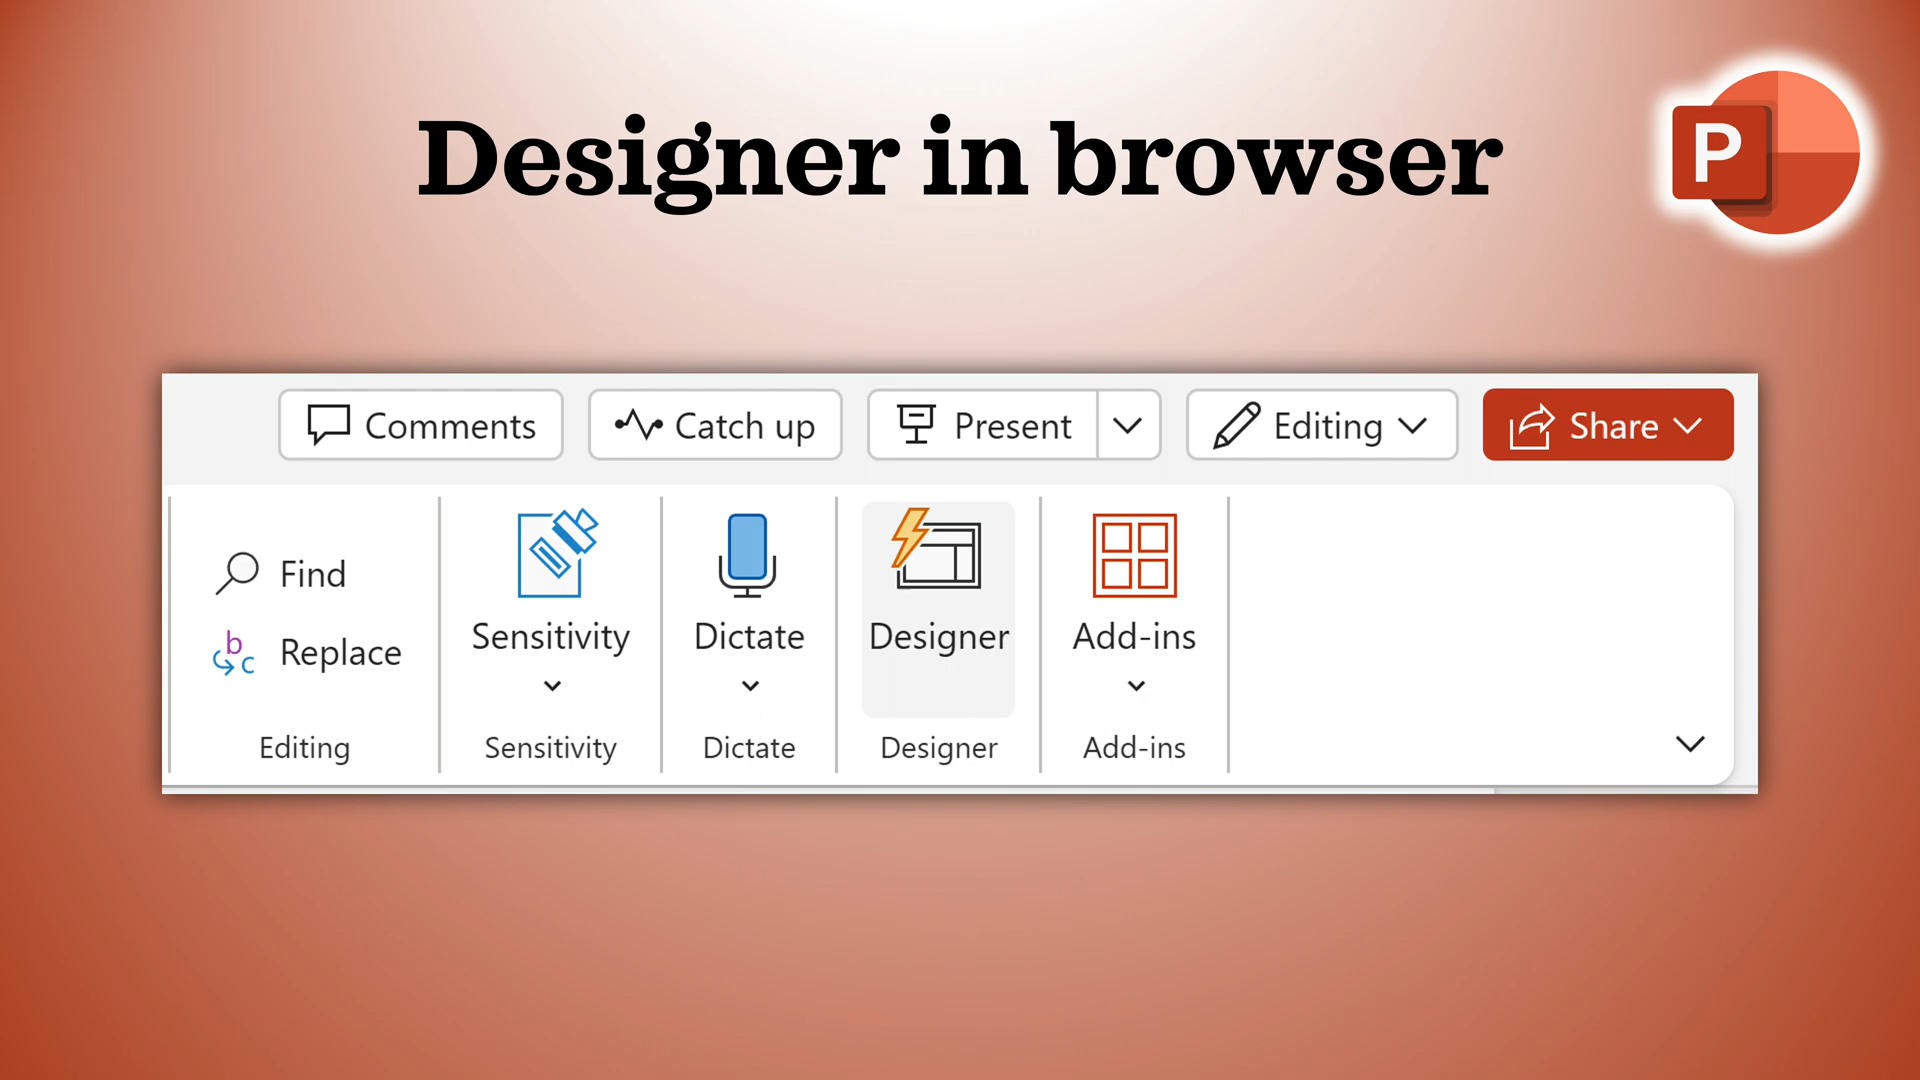 Designer in browser
P
Comments Catch up Present Editing Share
Find
b
c
Replace
Sensitivity Dictate Designer Add-ins
Editing Sensitivity Dictate Designer Add-ins